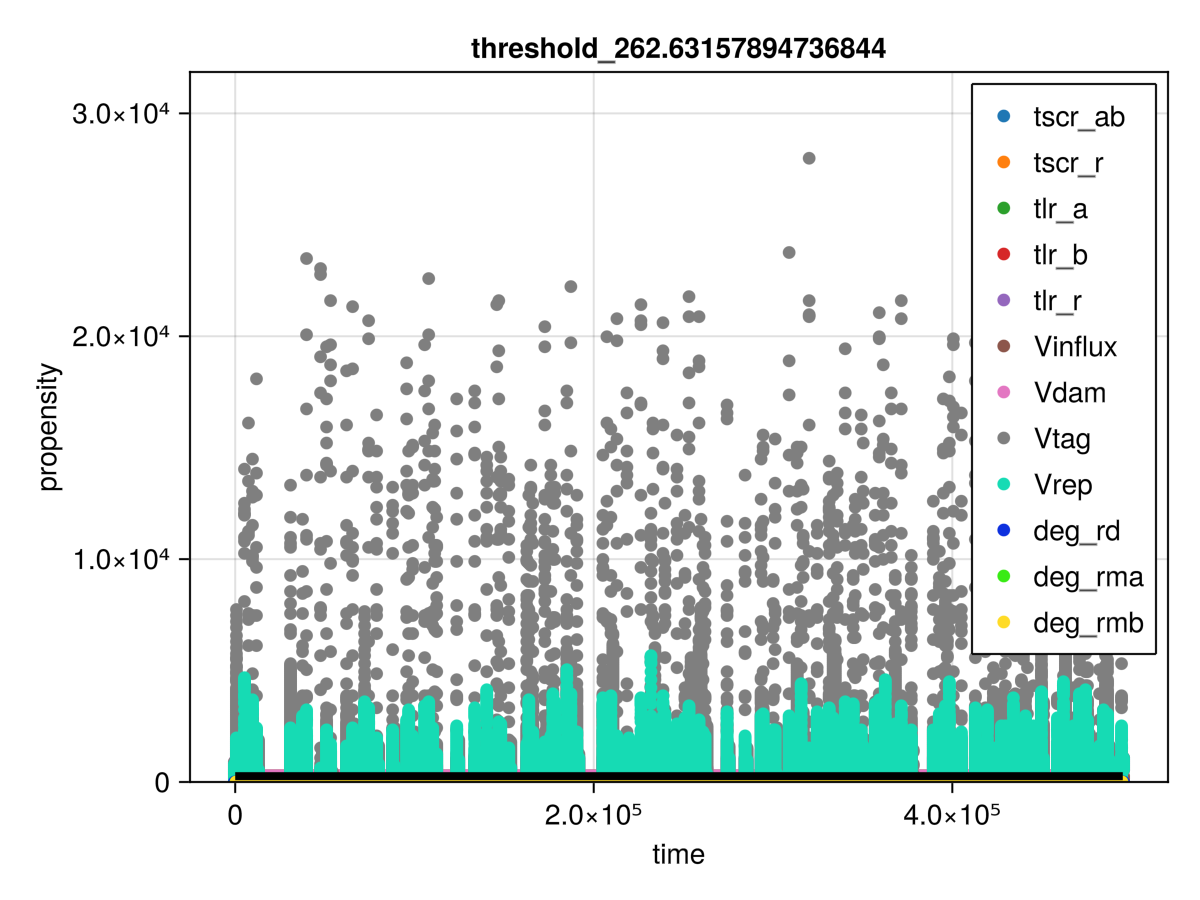 threshold_262.63157894736844
propensity
3.0×10⁴
2.0×10⁴
1.0×10⁴
0
0
2.0×10⁵
4.0×10⁵
time
tscr_ab
tscr_r
tlr_a
tlr_b
tlr_r
Vinflux
Vdam
Vtag
Vrep
deg_rd
deg_rma
deg_rmb